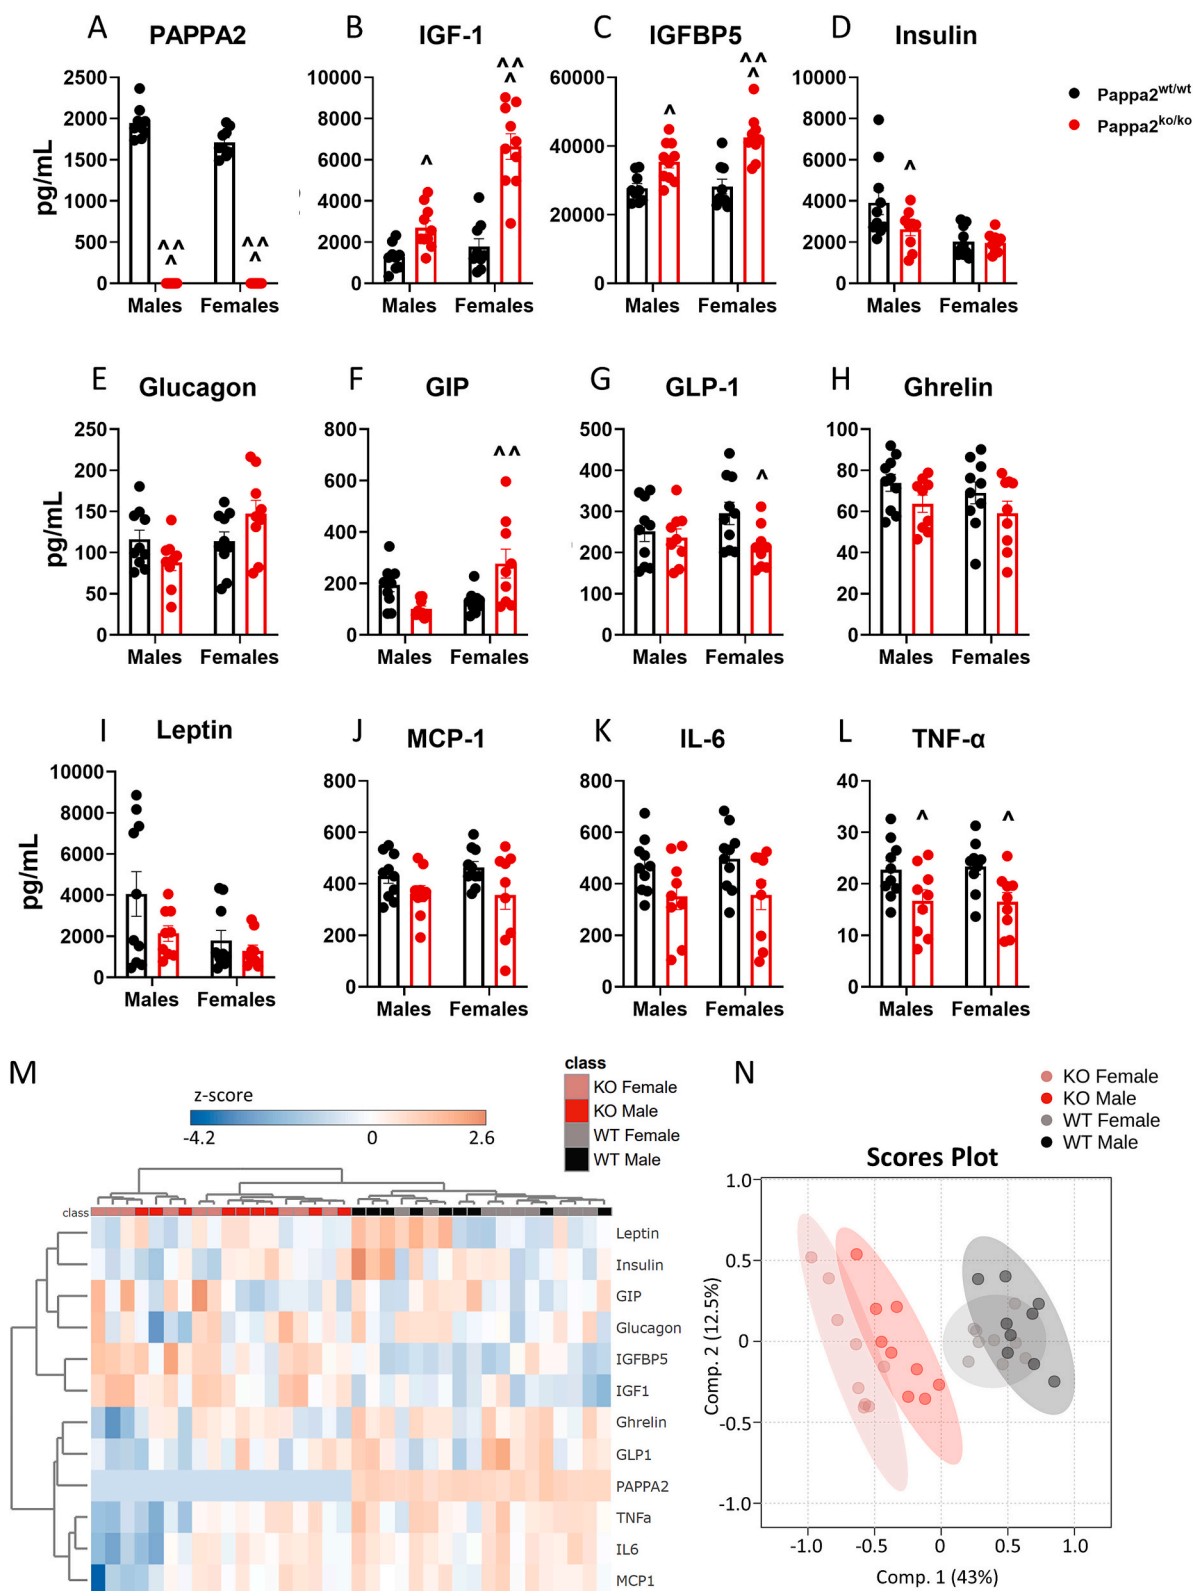 A PAPPA2
B IGF-1
C IGFBP5
D Insulin
Pappa2wt/wt
Pappa2ko/ko
pg/mL
2500
2000
1500
1000
500
0
Males Females
^^
^
^^
^
10000
8000
6000
4000
2000
0
Males Females
^
^^
^
60000
40000
20000
0
Males Females
^
^^
^
10000
8000
6000
4000
2000
0
Males Females
^
E Glucagon
F GIP
G GLP-1
H Ghrelin
pg/mL
250
200
150
100
50
0
Males Females
800
600
400
200
0
Males Females
^^
500
400
300
200
100
0
Males Females
^
100
80
60
40
20
0
Males Females
I Leptin
J MCP-1
K IL-6
L TNF-α
pg/mL
10000
8000
6000
4000
2000
0
Males Females
800
600
400
200
0
Males Females
800
600
400
200
0
Males Females
40
30
20
10
0
Males Females
^
^
M
z-score
-4.2 0 2.6
class
KO Female
KO Male
WT Female
WT Male
class
Leptin
Insulin
GIP
Glucagon
IGFBP5
IGF1
Ghrelin
GLP1
PAPPA2
TNFa
IL6
MCP1
N
KO Female
KO Male
WT Female
WT Male
Scores Plot
Comp. 2 (12.5%)
1.0
0.5
0
-0.5
-1.0
-1.0 -0.5 0 0.5 1.0
Comp. 1 (43%)